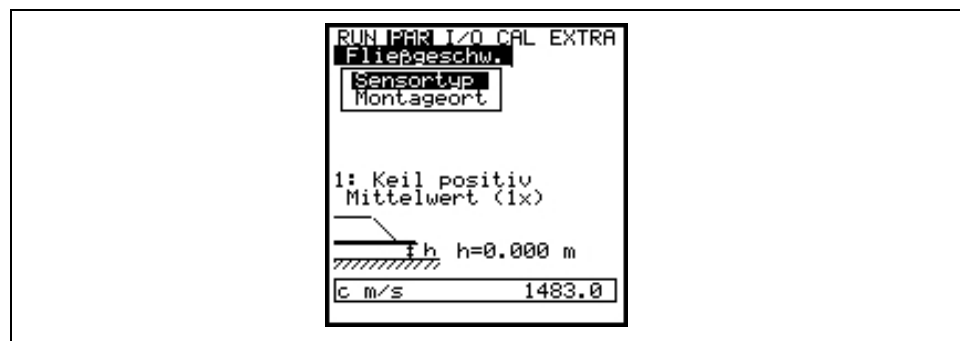 RUN PAR I/O CAL EXTRA
Fließgeschw.
Sensortyp
Montageort
1: Keil positiv
Mittelwert (1x)
h h=0.000 m
c m/s 1483.0